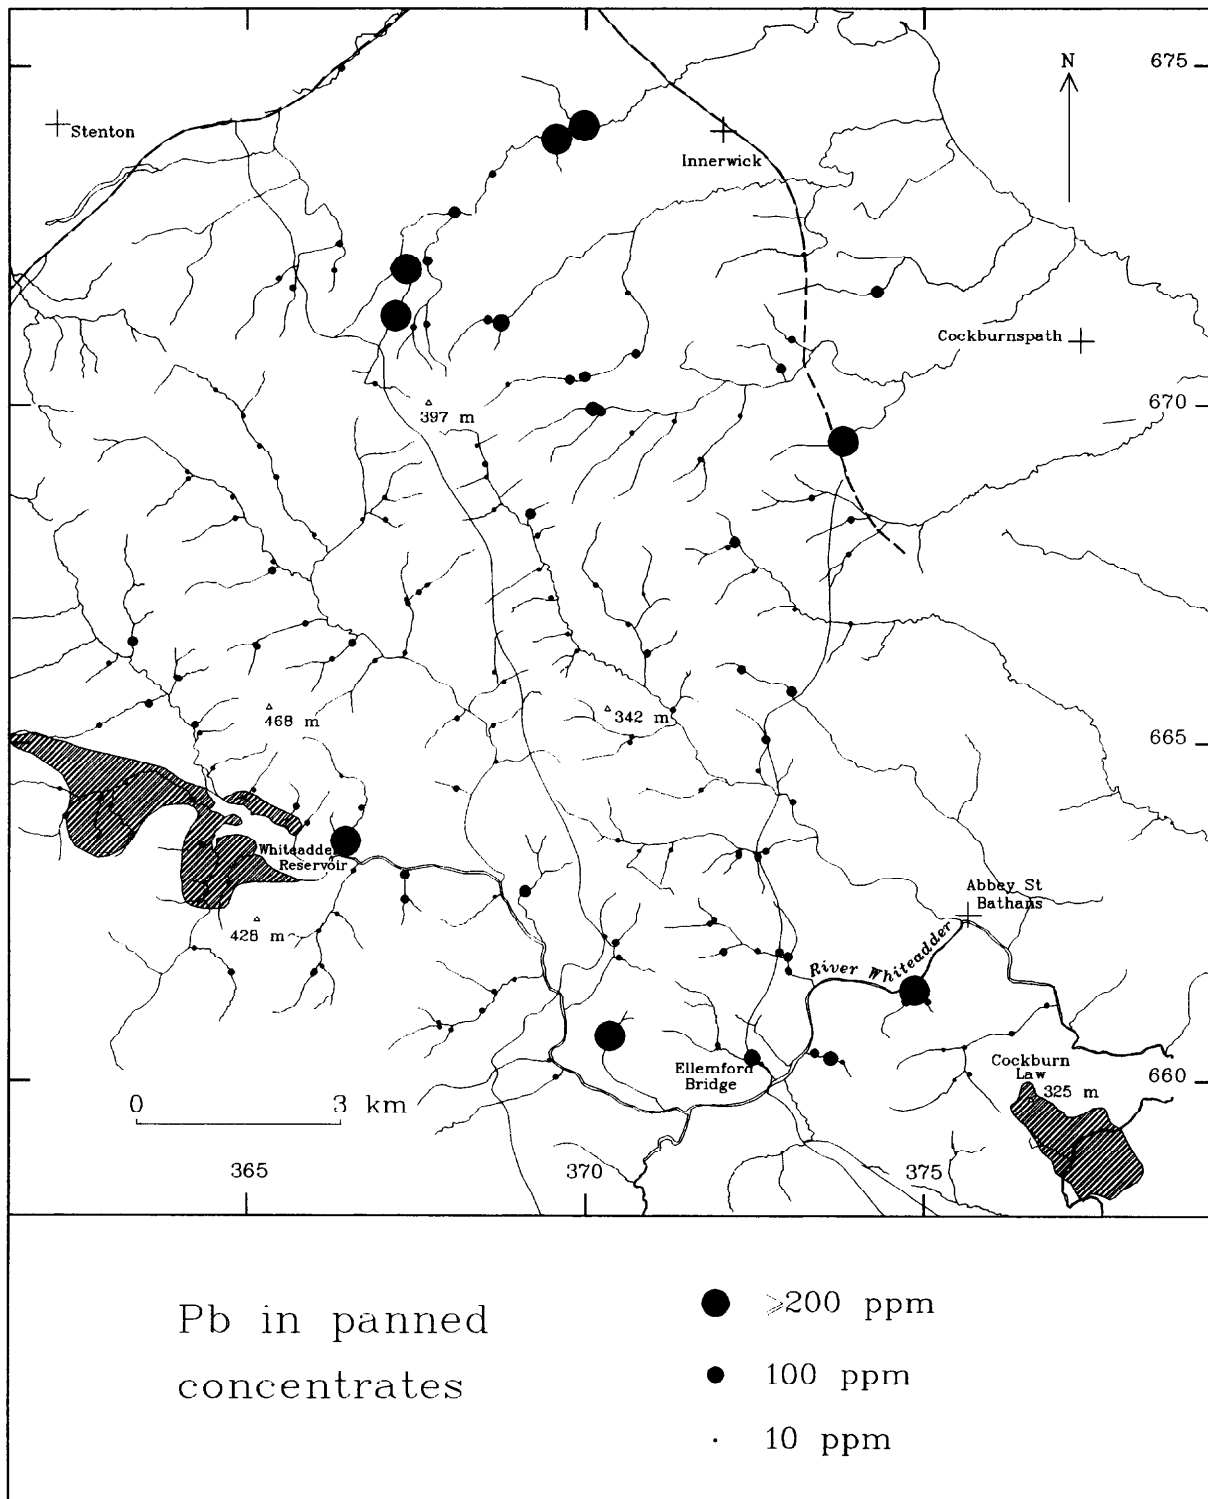 675
N
Stenton
Innerwick
Cockburnspath
670
397 m
468 m
342 m
665
Whiteadder
Reservoir
428 m
Abbey St
Bathans
River Whiteadder
Ellemford
Bridge
Cockburn
Law
325 m
660
0 3 km
365 370 375
Pb in panned
concentrates
⩾200 ppm
100 ppm
10 ppm